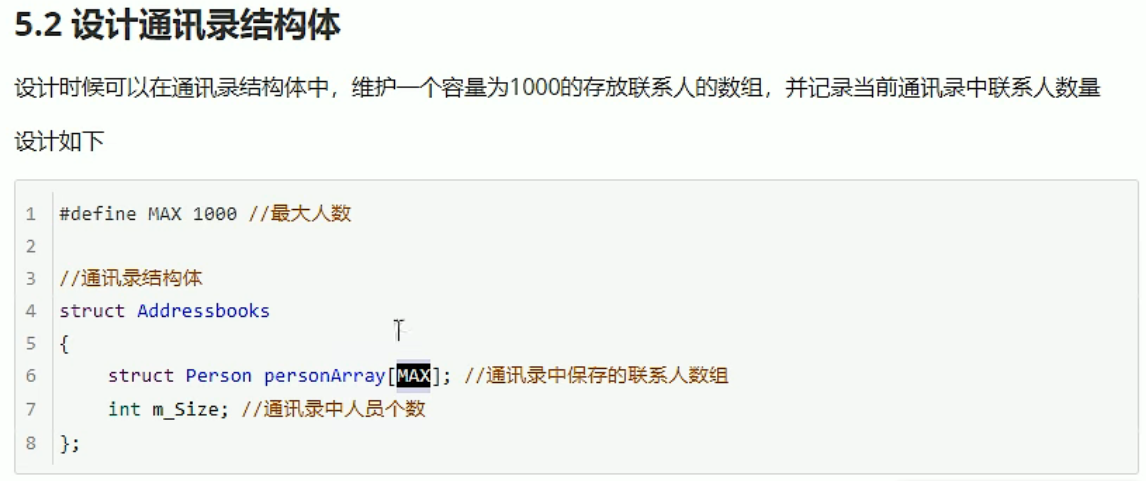 5.2 设计通讯录结构体
设计时候可以在通讯录结构体中，维护一个容量为1000的存放联系人的数组，并记录当前通讯录中联系人数量
设计如下
1 #define MAX 1000 //最大人数
2
3 //通讯录结构体
4 struct Addressbooks
5 {
6 struct Person personArray[MAX]; //通讯录中保存的联系人数组
7 int m_Size; //通讯录中人员个数
8 };